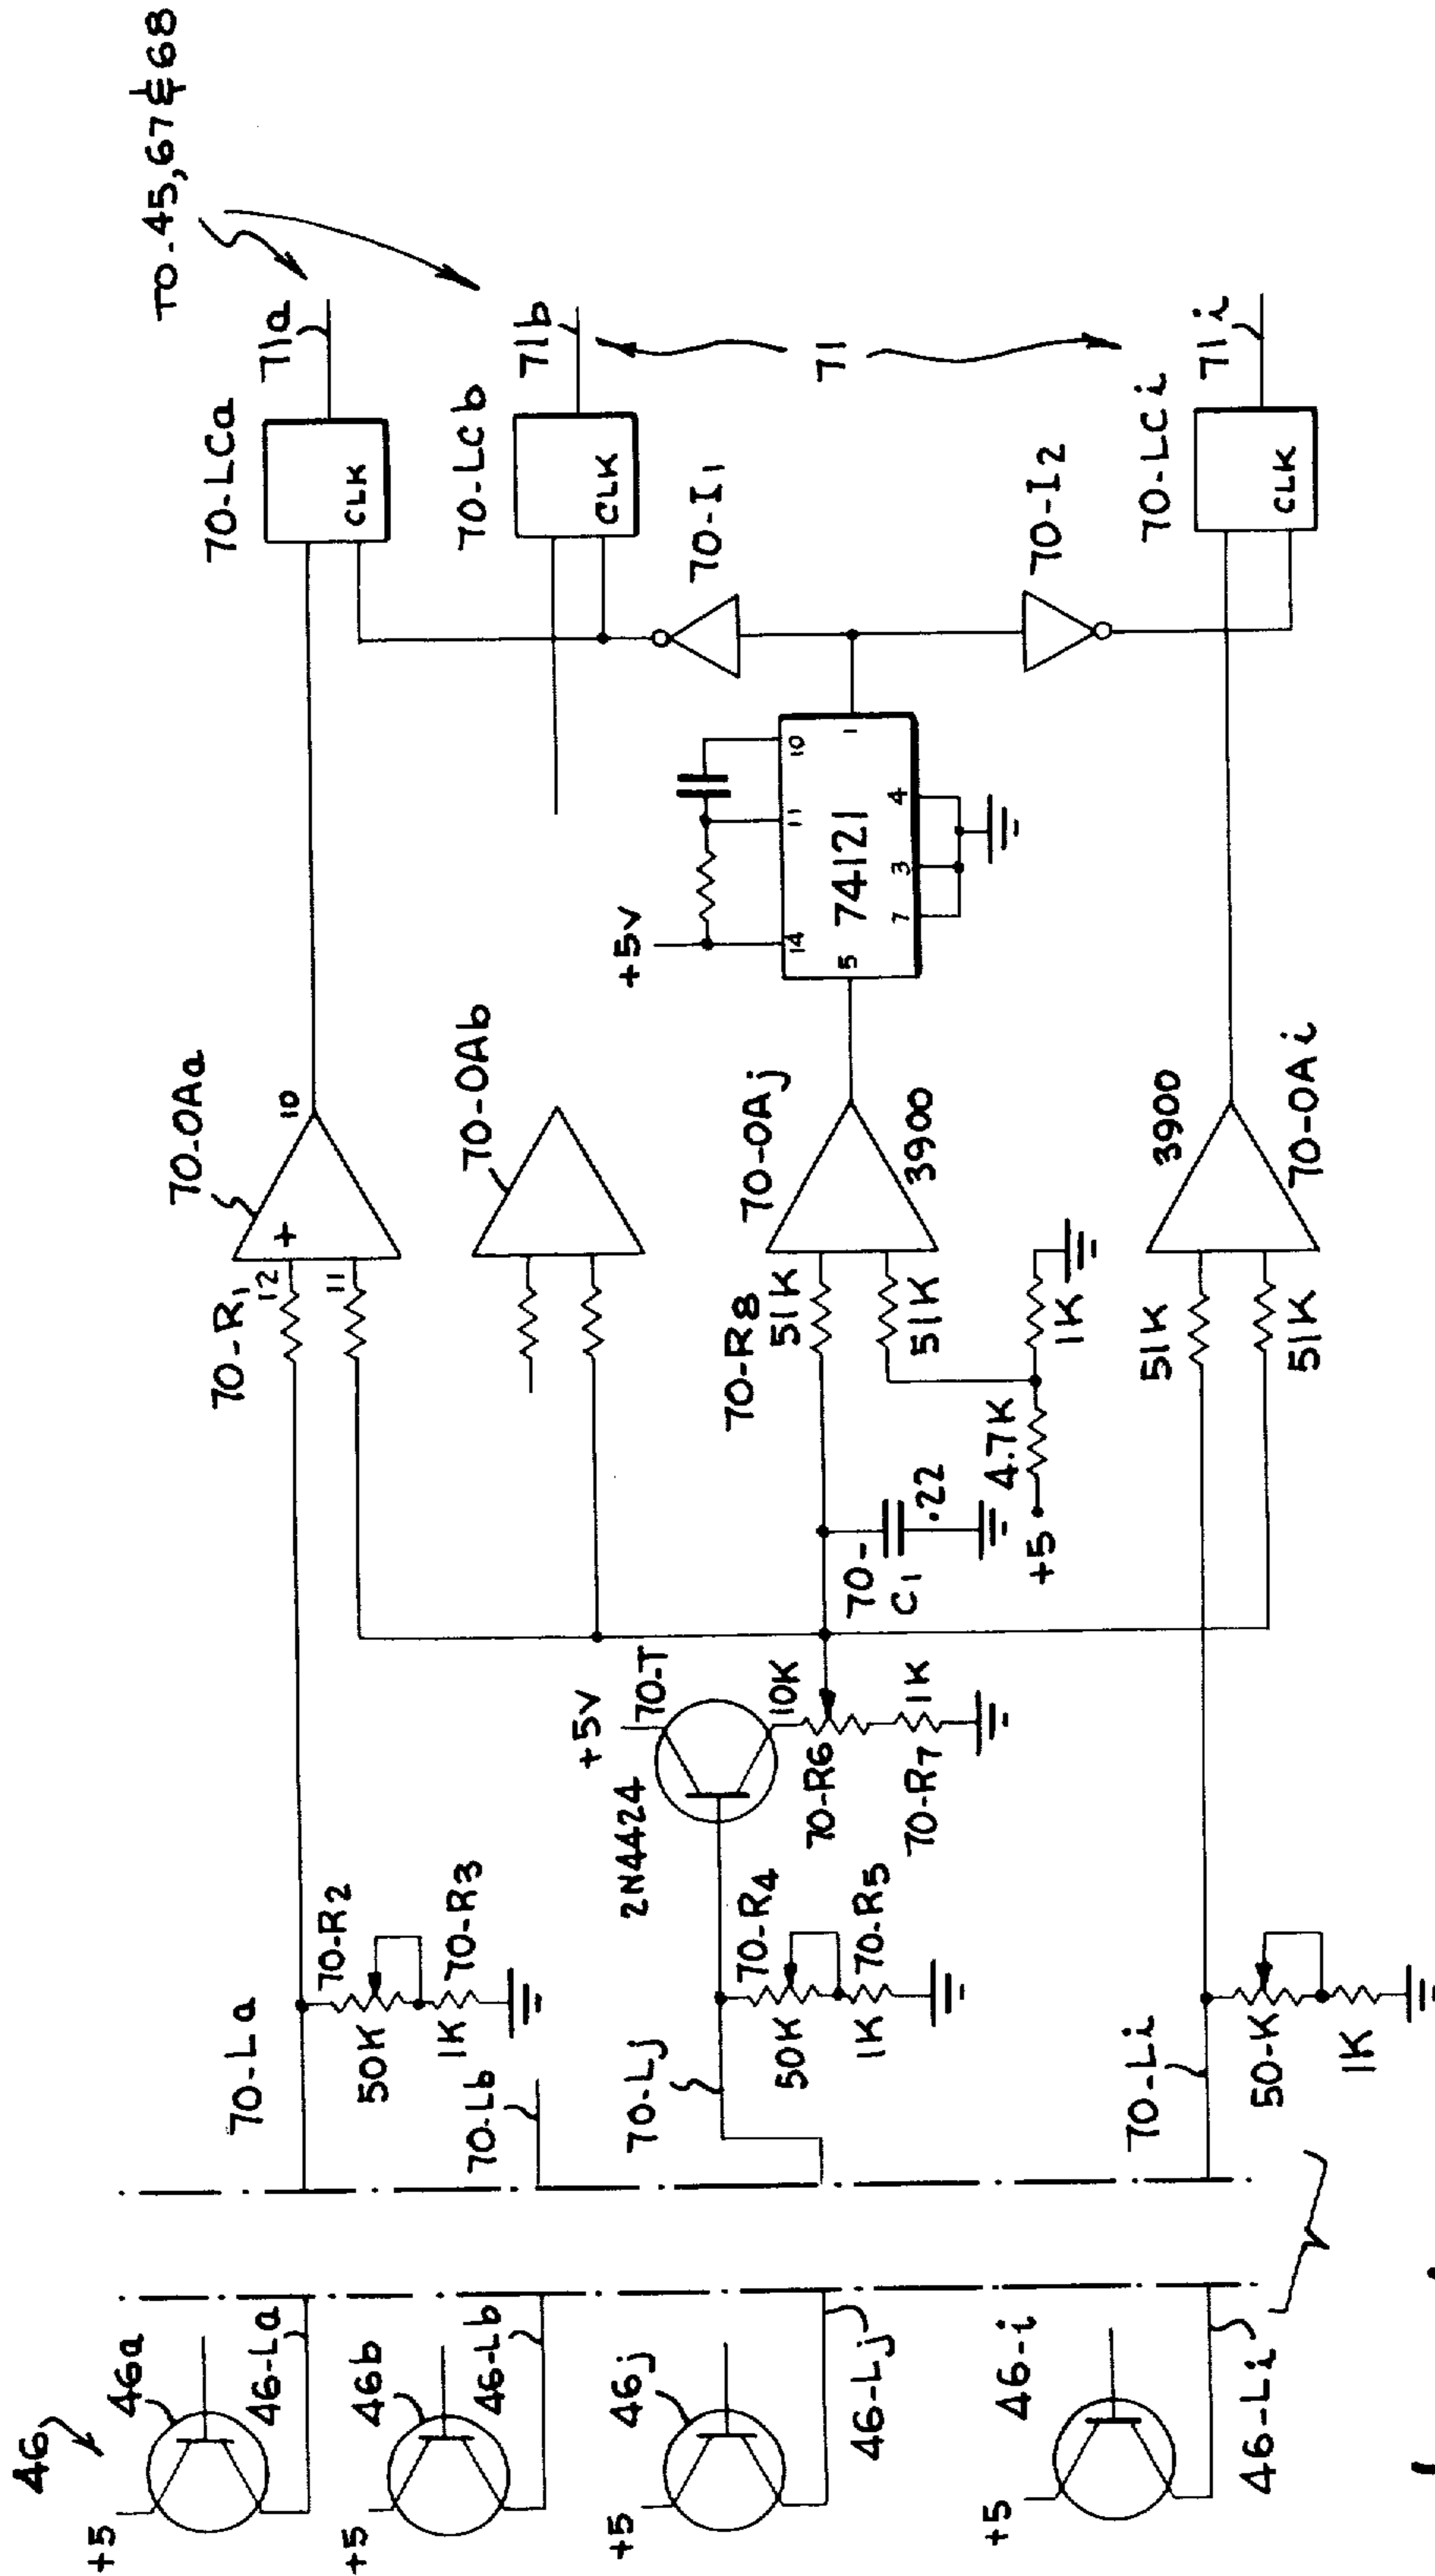 46
+5
46a
46-La
+5
46b
46-Lb
+5
46j
46-Lj
+5
46-i
46-Li
70-La
70-R2
50K
1K
70-R3
70-Lb
70-Lj
70-R4
50K
1K
70-R5
70-Li
50-K
1K
2N4424
+5V
70-T
10K
70-R6
1K
70-R7
70-C1
.22
+5
4.7K
1K
70-R1
12
11
+
10
70-OAa
70-OAb
70-R8
51K
51K
70-OAj
3900
51K
51K
3900
70-OAi
+5V
14
11
10
5
74121
1
7
3
4
70-I1
70-I2
70-LCa
CLK
71a
70-LCb
CLK
71b
71
70-LCi
CLK
71i
TO-45,67&68